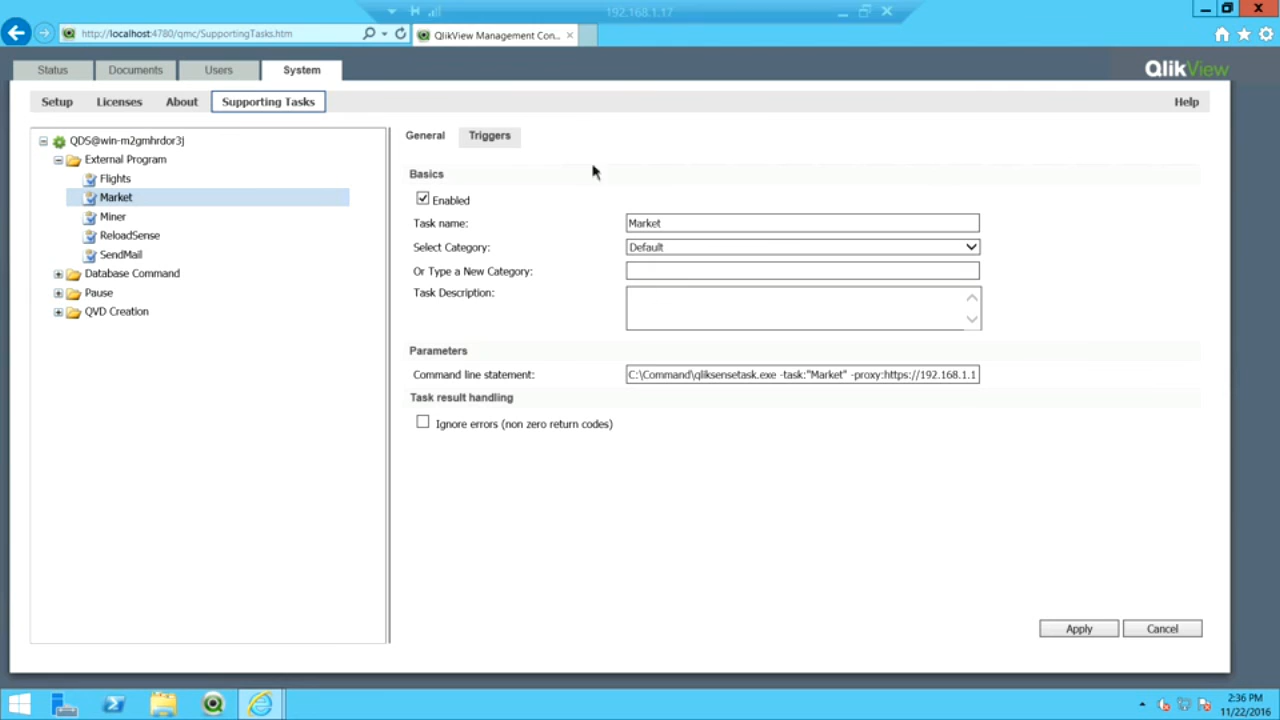 192.168.1.17
http://localhost:4780/qmc/SupportingTasks.htm
QlikView Management Con...
Status
Documents
Users
System
QlikView
Setup
Licenses
About
Supporting Tasks
Help
QDS@win-m2gmhrdor3j
External Program
Flights
Market
Miner
ReloadSense
SendMail
Database Command
Pause
QVD Creation
General
Triggers
Basics
Enabled
Task name:
Market
Select Category:
Default
Or Type a New Category:
Task Description:
Parameters
Command line statement:
C:\Command\qliksensetask.exe -task:"Market" -proxy:https://192.168.1.1
Task result handling
Ignore errors (non zero return codes)
Apply
Cancel
2:36 PM
11/22/2016